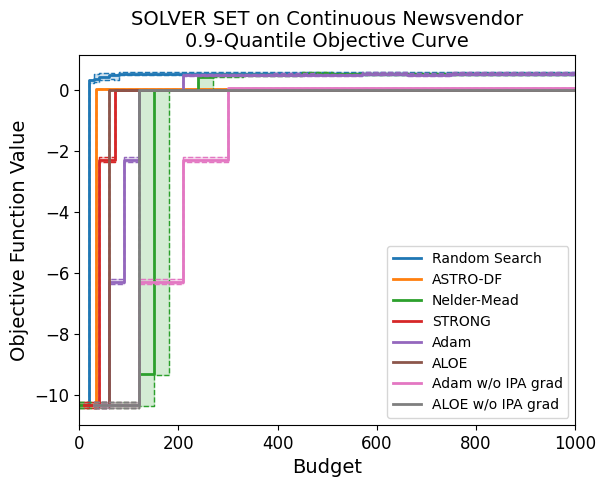 SOLVER SET on Continuous Newsvendor
0.9-Quantile Objective Curve
Objective Function Value
0
−2
−4
−6
−8
−10
0 200 400 600 800 1000
Budget
Random Search
ASTRO-DF
Nelder-Mead
STRONG
Adam
ALOE
Adam w/o IPA grad
ALOE w/o IPA grad